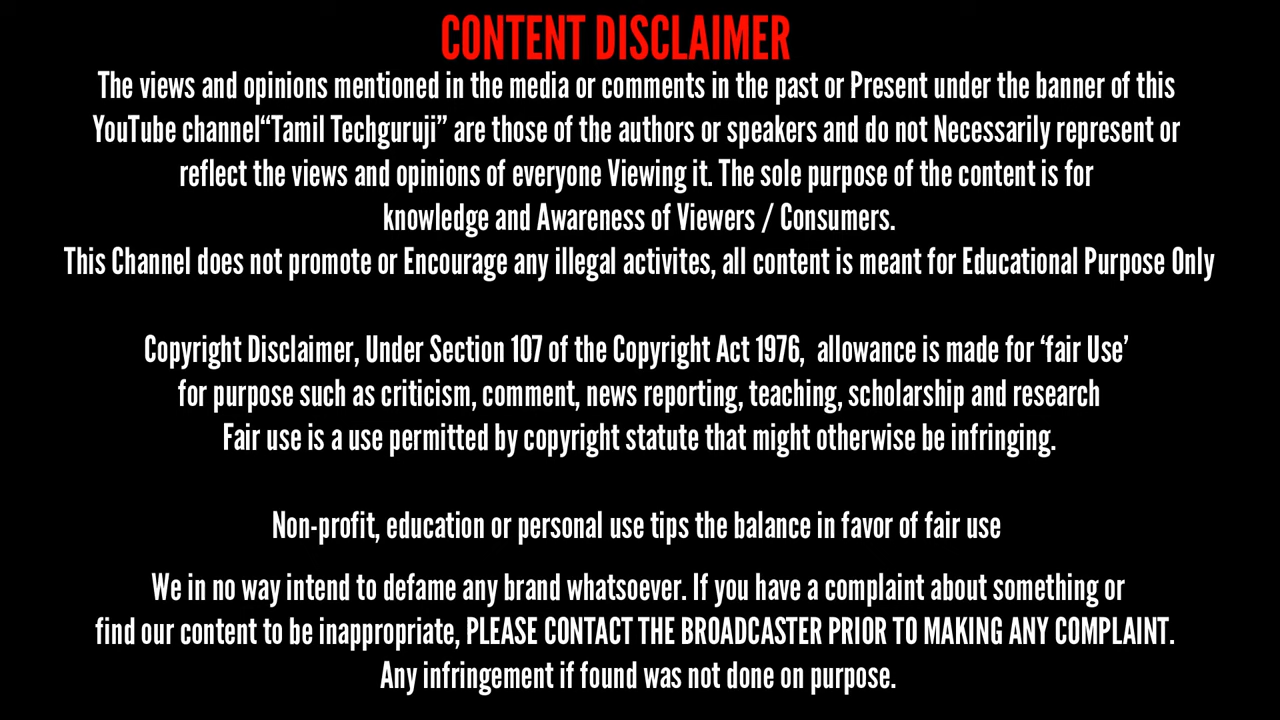 CONTENT DISCLAIMER
The views and opinions mentioned in the media or comments in the past or Present under the banner of this
YouTube channel“Tamil Techguruji” are those of the authors or speakers and do not Necessarily represent or
reflect the views and opinions of everyone Viewing it. The sole purpose of the content is for
knowledge and Awareness of Viewers / Consumers.
This Channel does not promote or Encourage any illegal activites, all content is meant for Educational Purpose Only
Copyright Disclaimer, Under Section 107 of the Copyright Act 1976, allowance is made for ‘fair Use’
for purpose such as criticism, comment, news reporting, teaching, scholarship and research
Fair use is a use permitted by copyright statute that might otherwise be infringing.
Non-profit, education or personal use tips the balance in favor of fair use
We in no way intend to defame any brand whatsoever. If you have a complaint about something or
find our content to be inappropriate, PLEASE CONTACT THE BROADCASTER PRIOR TO MAKING ANY COMPLAINT.
Any infringement if found was not done on purpose.